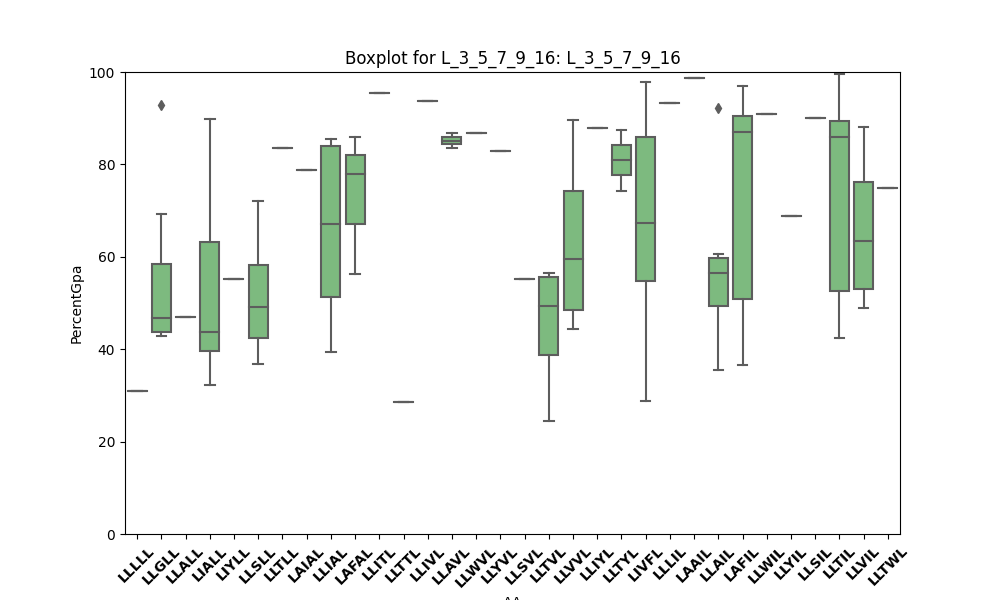 Boxplot for L_3_5_7_9_16: L_3_5_7_9_16
100
80
60
40
20
0
PercentGpa
LLLLL
LLGLL
LLALL
LIALL
LIYLL
LLSLL
LLTLL
LAIAL
LLIAL
LAFAL
LLITL
LLTTL
LLIVL
LLAVL
LLWVL
LLYVL
LLSVL
LLTVL
LLVVL
LLIYL
LLTYL
LIVFL
LLLIL
LAAIL
LLAIL
LAFIL
LLWIL
LLYIL
LLSIL
LLTIL
LLVIL
LLTWL